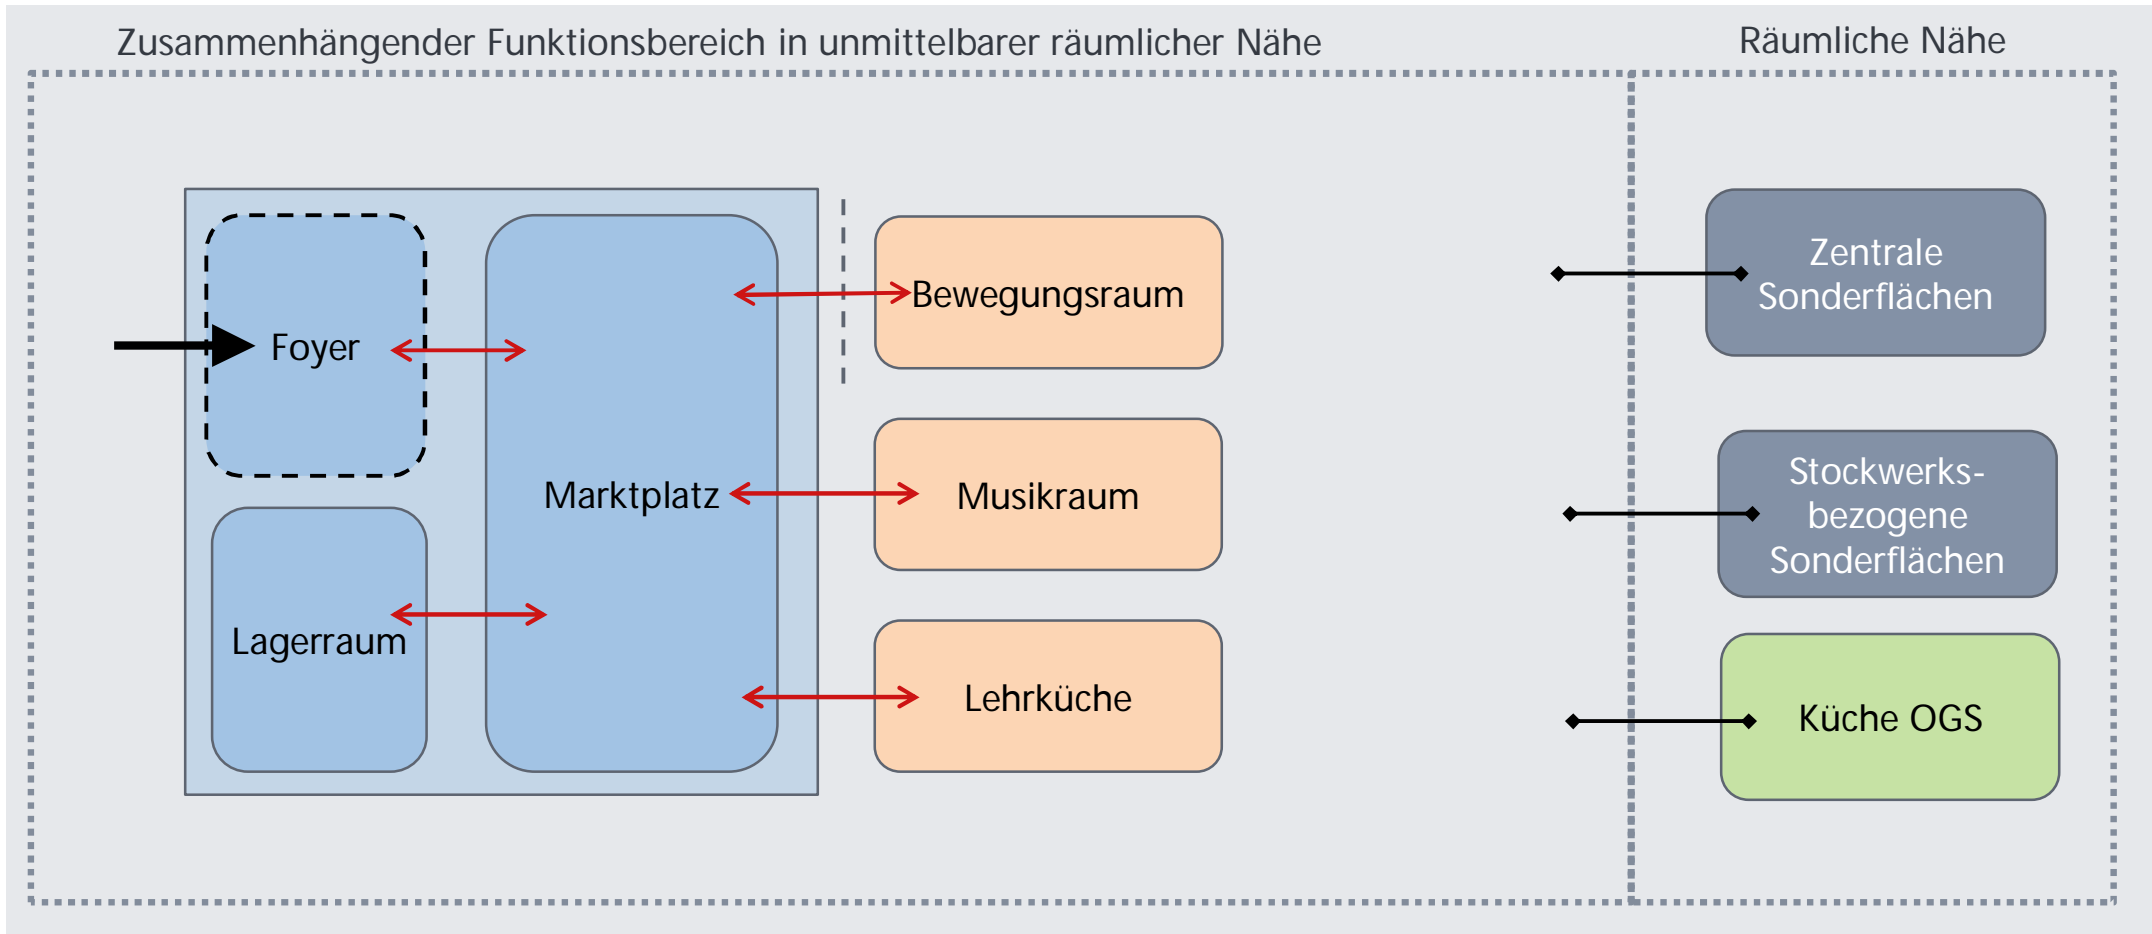 Zusammenhängender Funktionsbereich in unmittelbarer räumlicher Nähe
Räumliche Nähe
Foyer
Lagerraum
Marktplatz
Bewegungsraum
Musikraum
Lehrküche
Zentrale
Sonderflächen
Stockwerks-
bezogene
Sonderflächen
Küche OGS